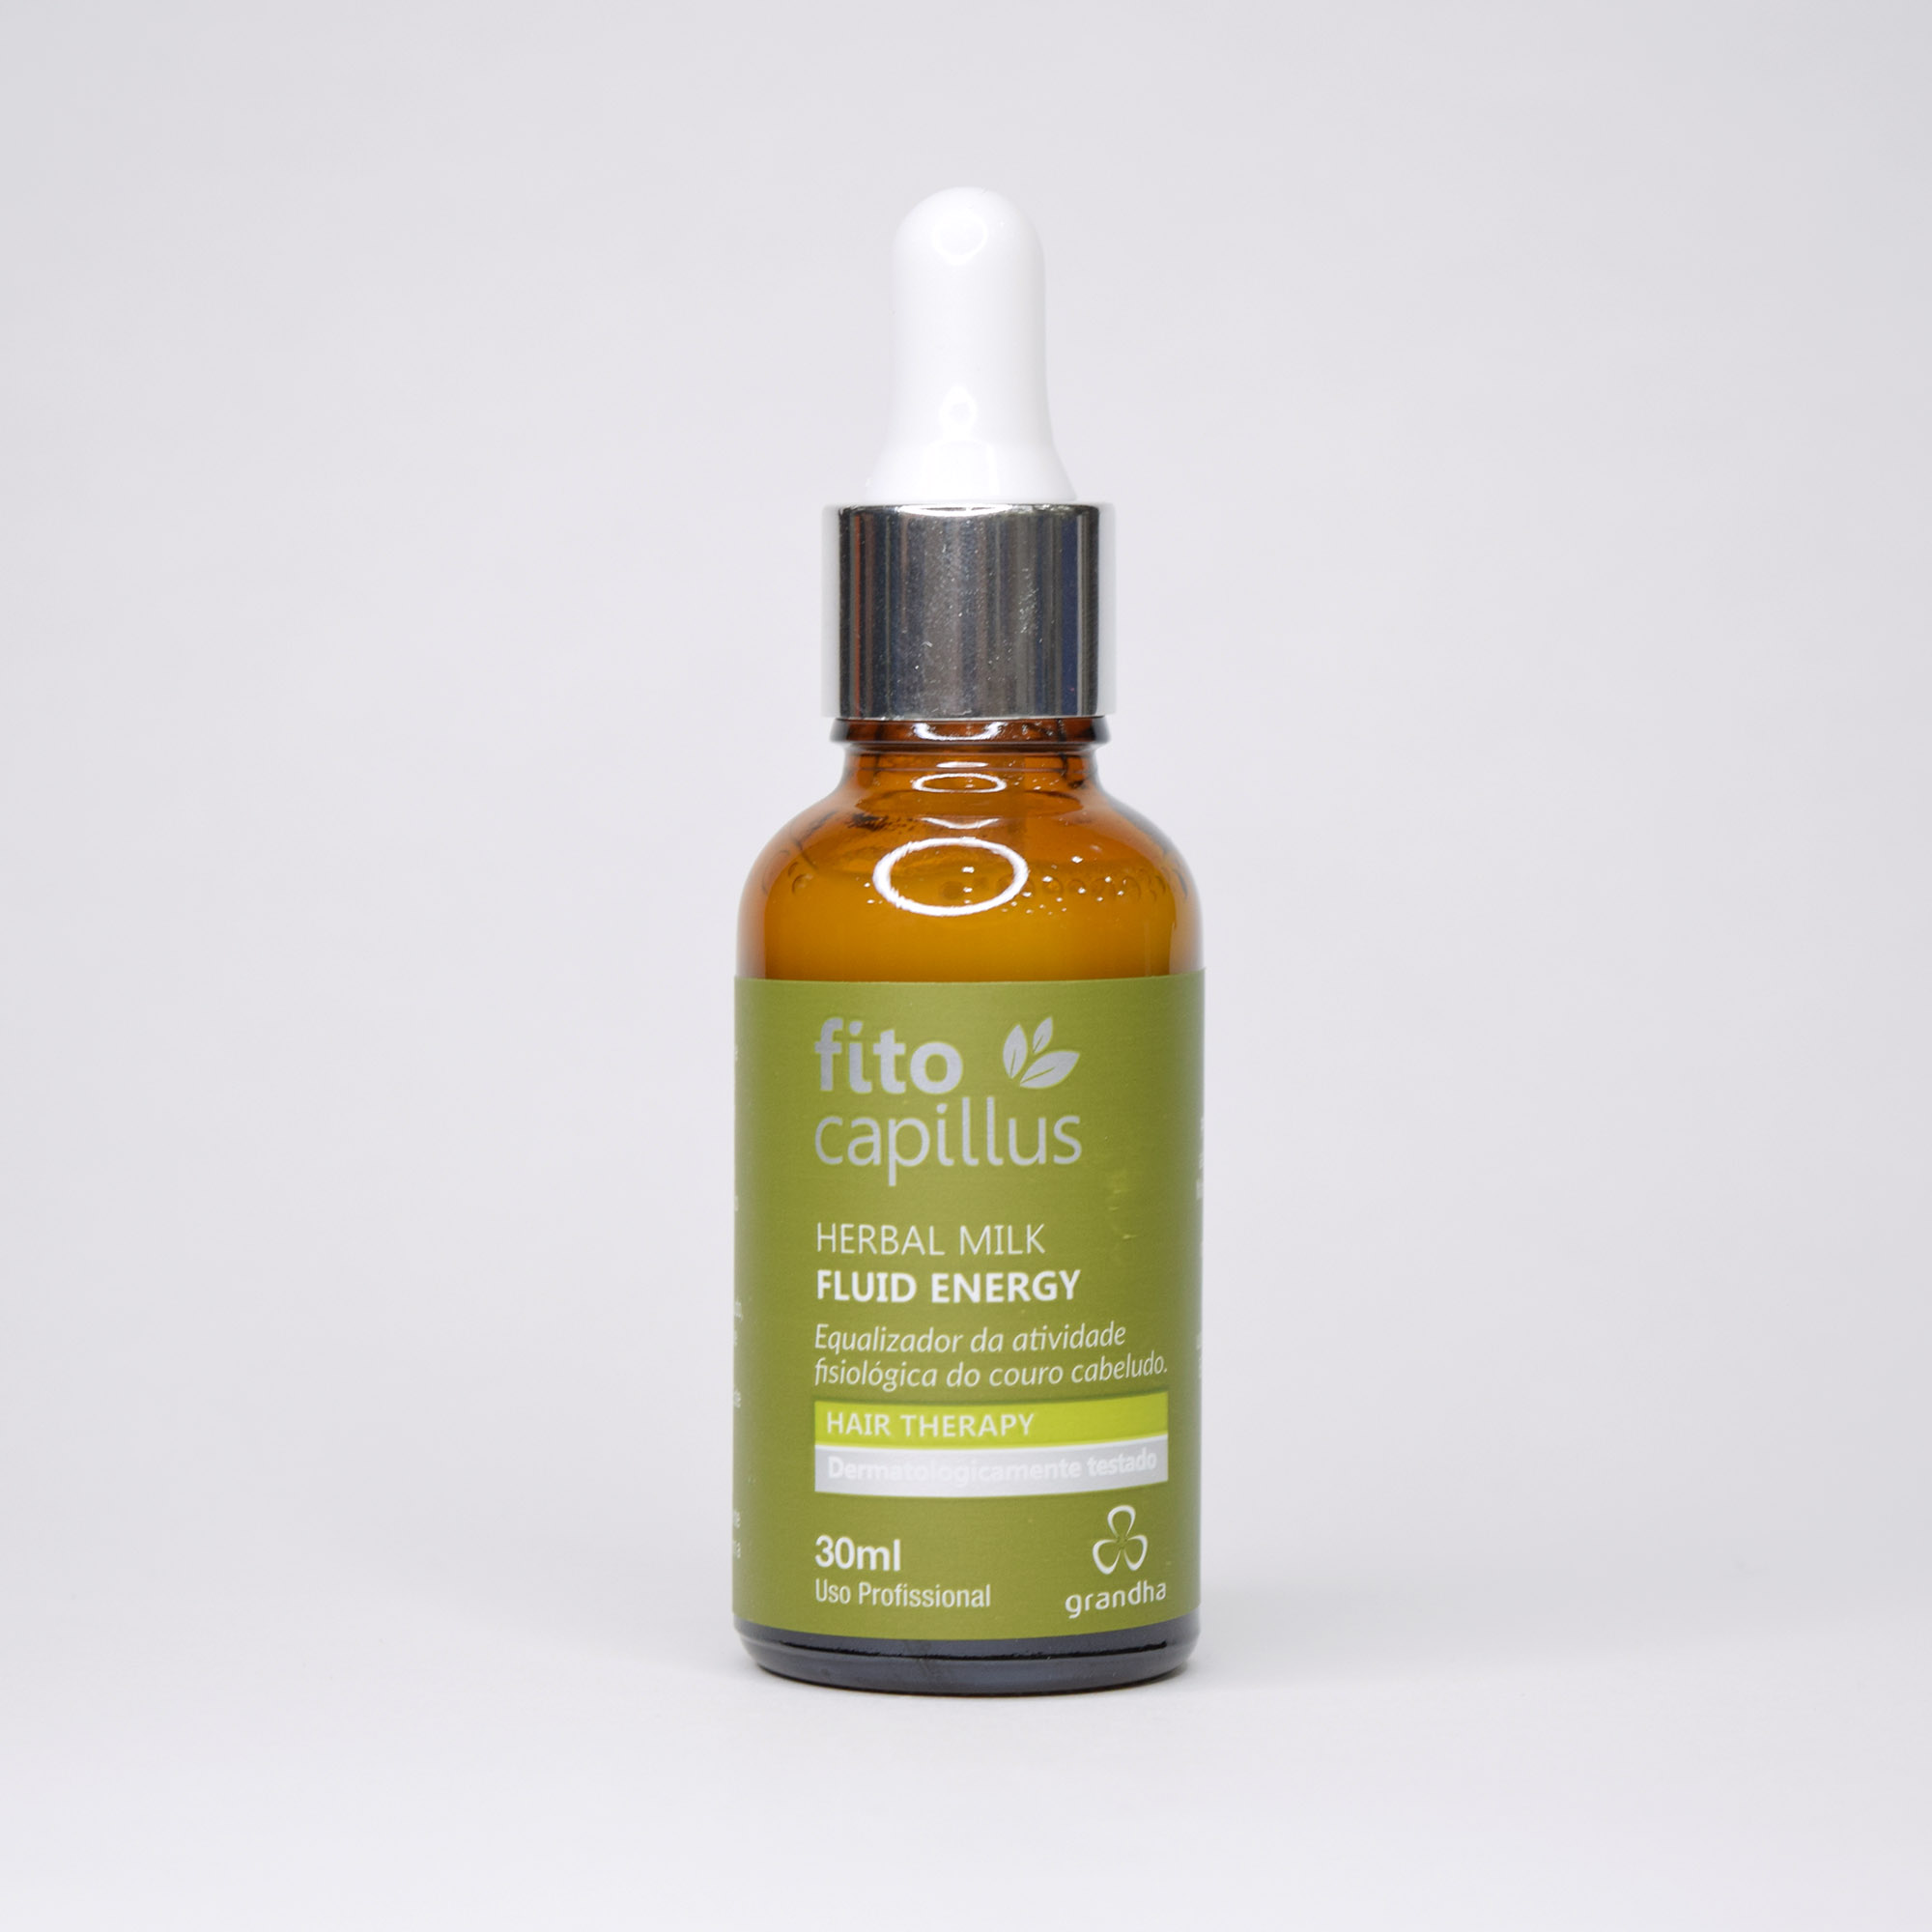 fito
capillus
HERBAL MILK
FLUID ENERGY
Equalizador da atividade
fisiológica do couro cabeludo.
HAIR THERAPY
Dermatologicamente testado
30ml
Uso Profissional
grandha